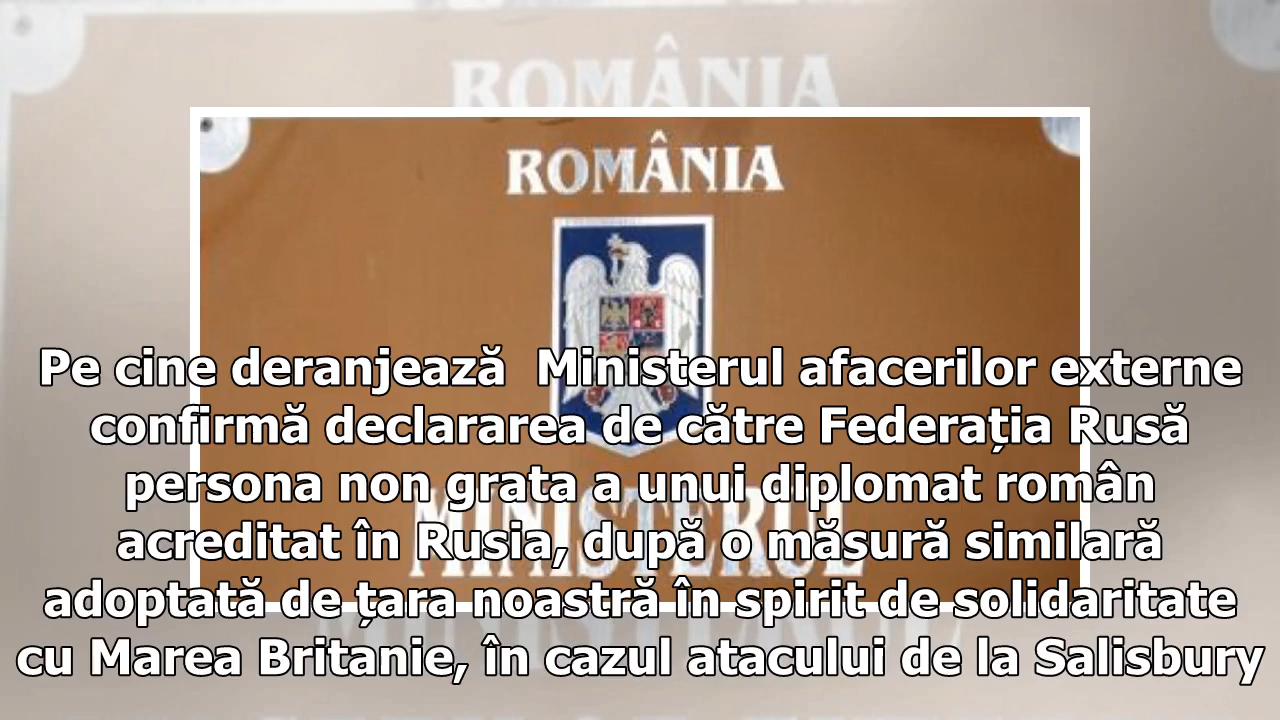 ROMÂNIA
ROMÂNIA
Pe cine deranjează  Ministerul afacerilor externe
confirmă declararea de către Federația Rusă
persona non grata a unui diplomat român
MINISTERUL
acreditat în Rusia, după o măsură similară
adoptată de țara noastră în spirit de solidaritate
cu Marea Britanie, în cazul atacului de la Salisbury